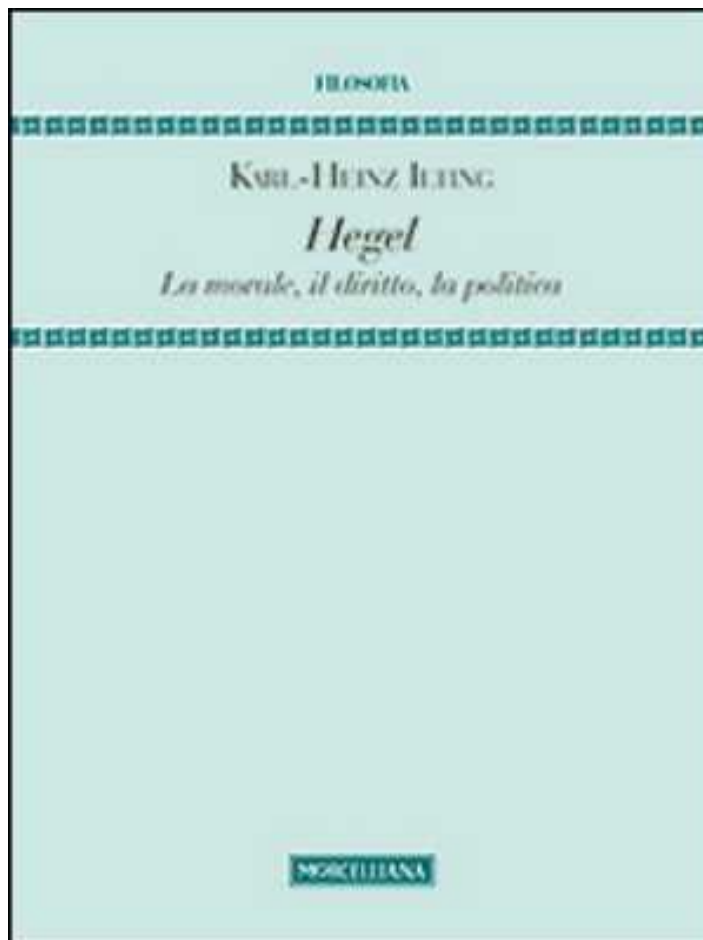 FILOSOFIA
KARL-HEINZ ILTING
Hegel
La morale, il diritto, la politica
MORCELLIANA